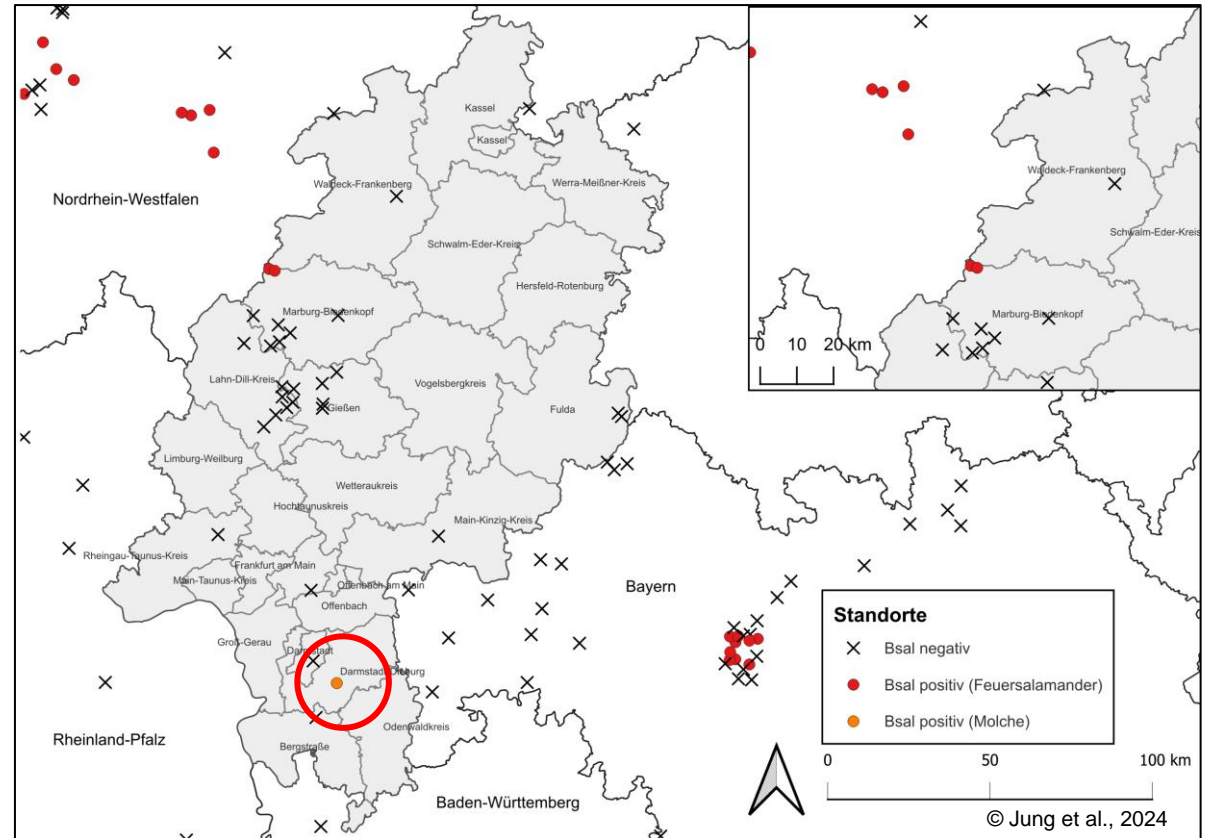 Kassel
Kassel
Waldeck-Frankenberg
Werra-Meißner-Kreis
Nordrhein-Westfalen
Schwalm-Eder-Kreis
Hersfeld-Rotenburg
Marburg-Biedenkopf
Lahn-Dill-Kreis
Vogelsbergkreis
Gießen
Fulda
Limburg-Weilburg
Wetteraukreis
Hochtaunuskreis
Main-Kinzig-Kreis
Rheingau-Taunus-Kreis
Frankfurt am Main
Main-Taunus-Kreis
Offenbach am Main
Offenbach
Bayern
Groß-Gerau
Darmstadt
Darmstadt-Dieburg
Odenwaldkreis
Rheinland-Pfalz
Bergstraße
Baden-Württemberg
Waldeck-Frankenberg
Schwalm-Eder-Kreis
Marburg-Biedenkopf
0 10 20 km
Standorte
Bsal negativ
Bsal positiv (Feuersalamander)
Bsal positiv (Molche)
0 50 100 km
© Jung et al., 2024